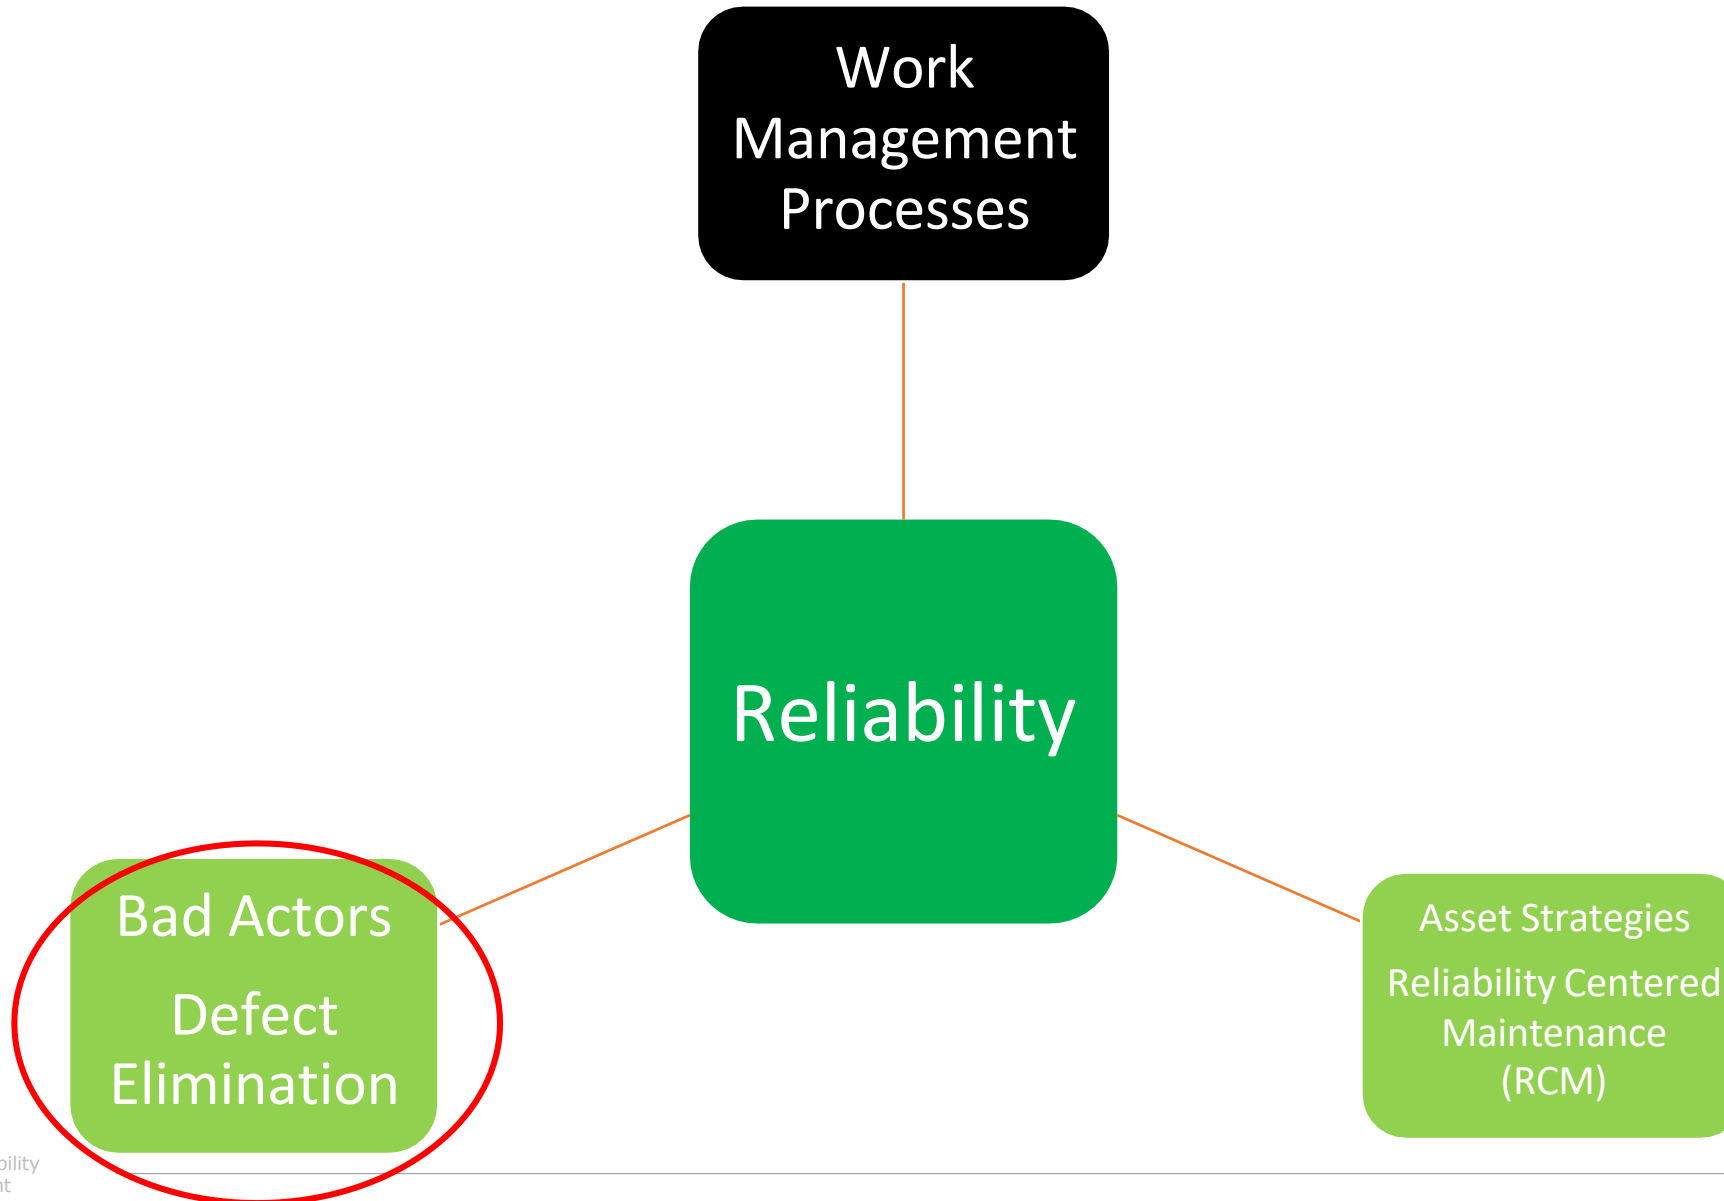 Work
Management
Processes
Reliability
Bad Actors
Defect
Elimination
Asset Strategies
Reliability Centered
Maintenance
(RCM)